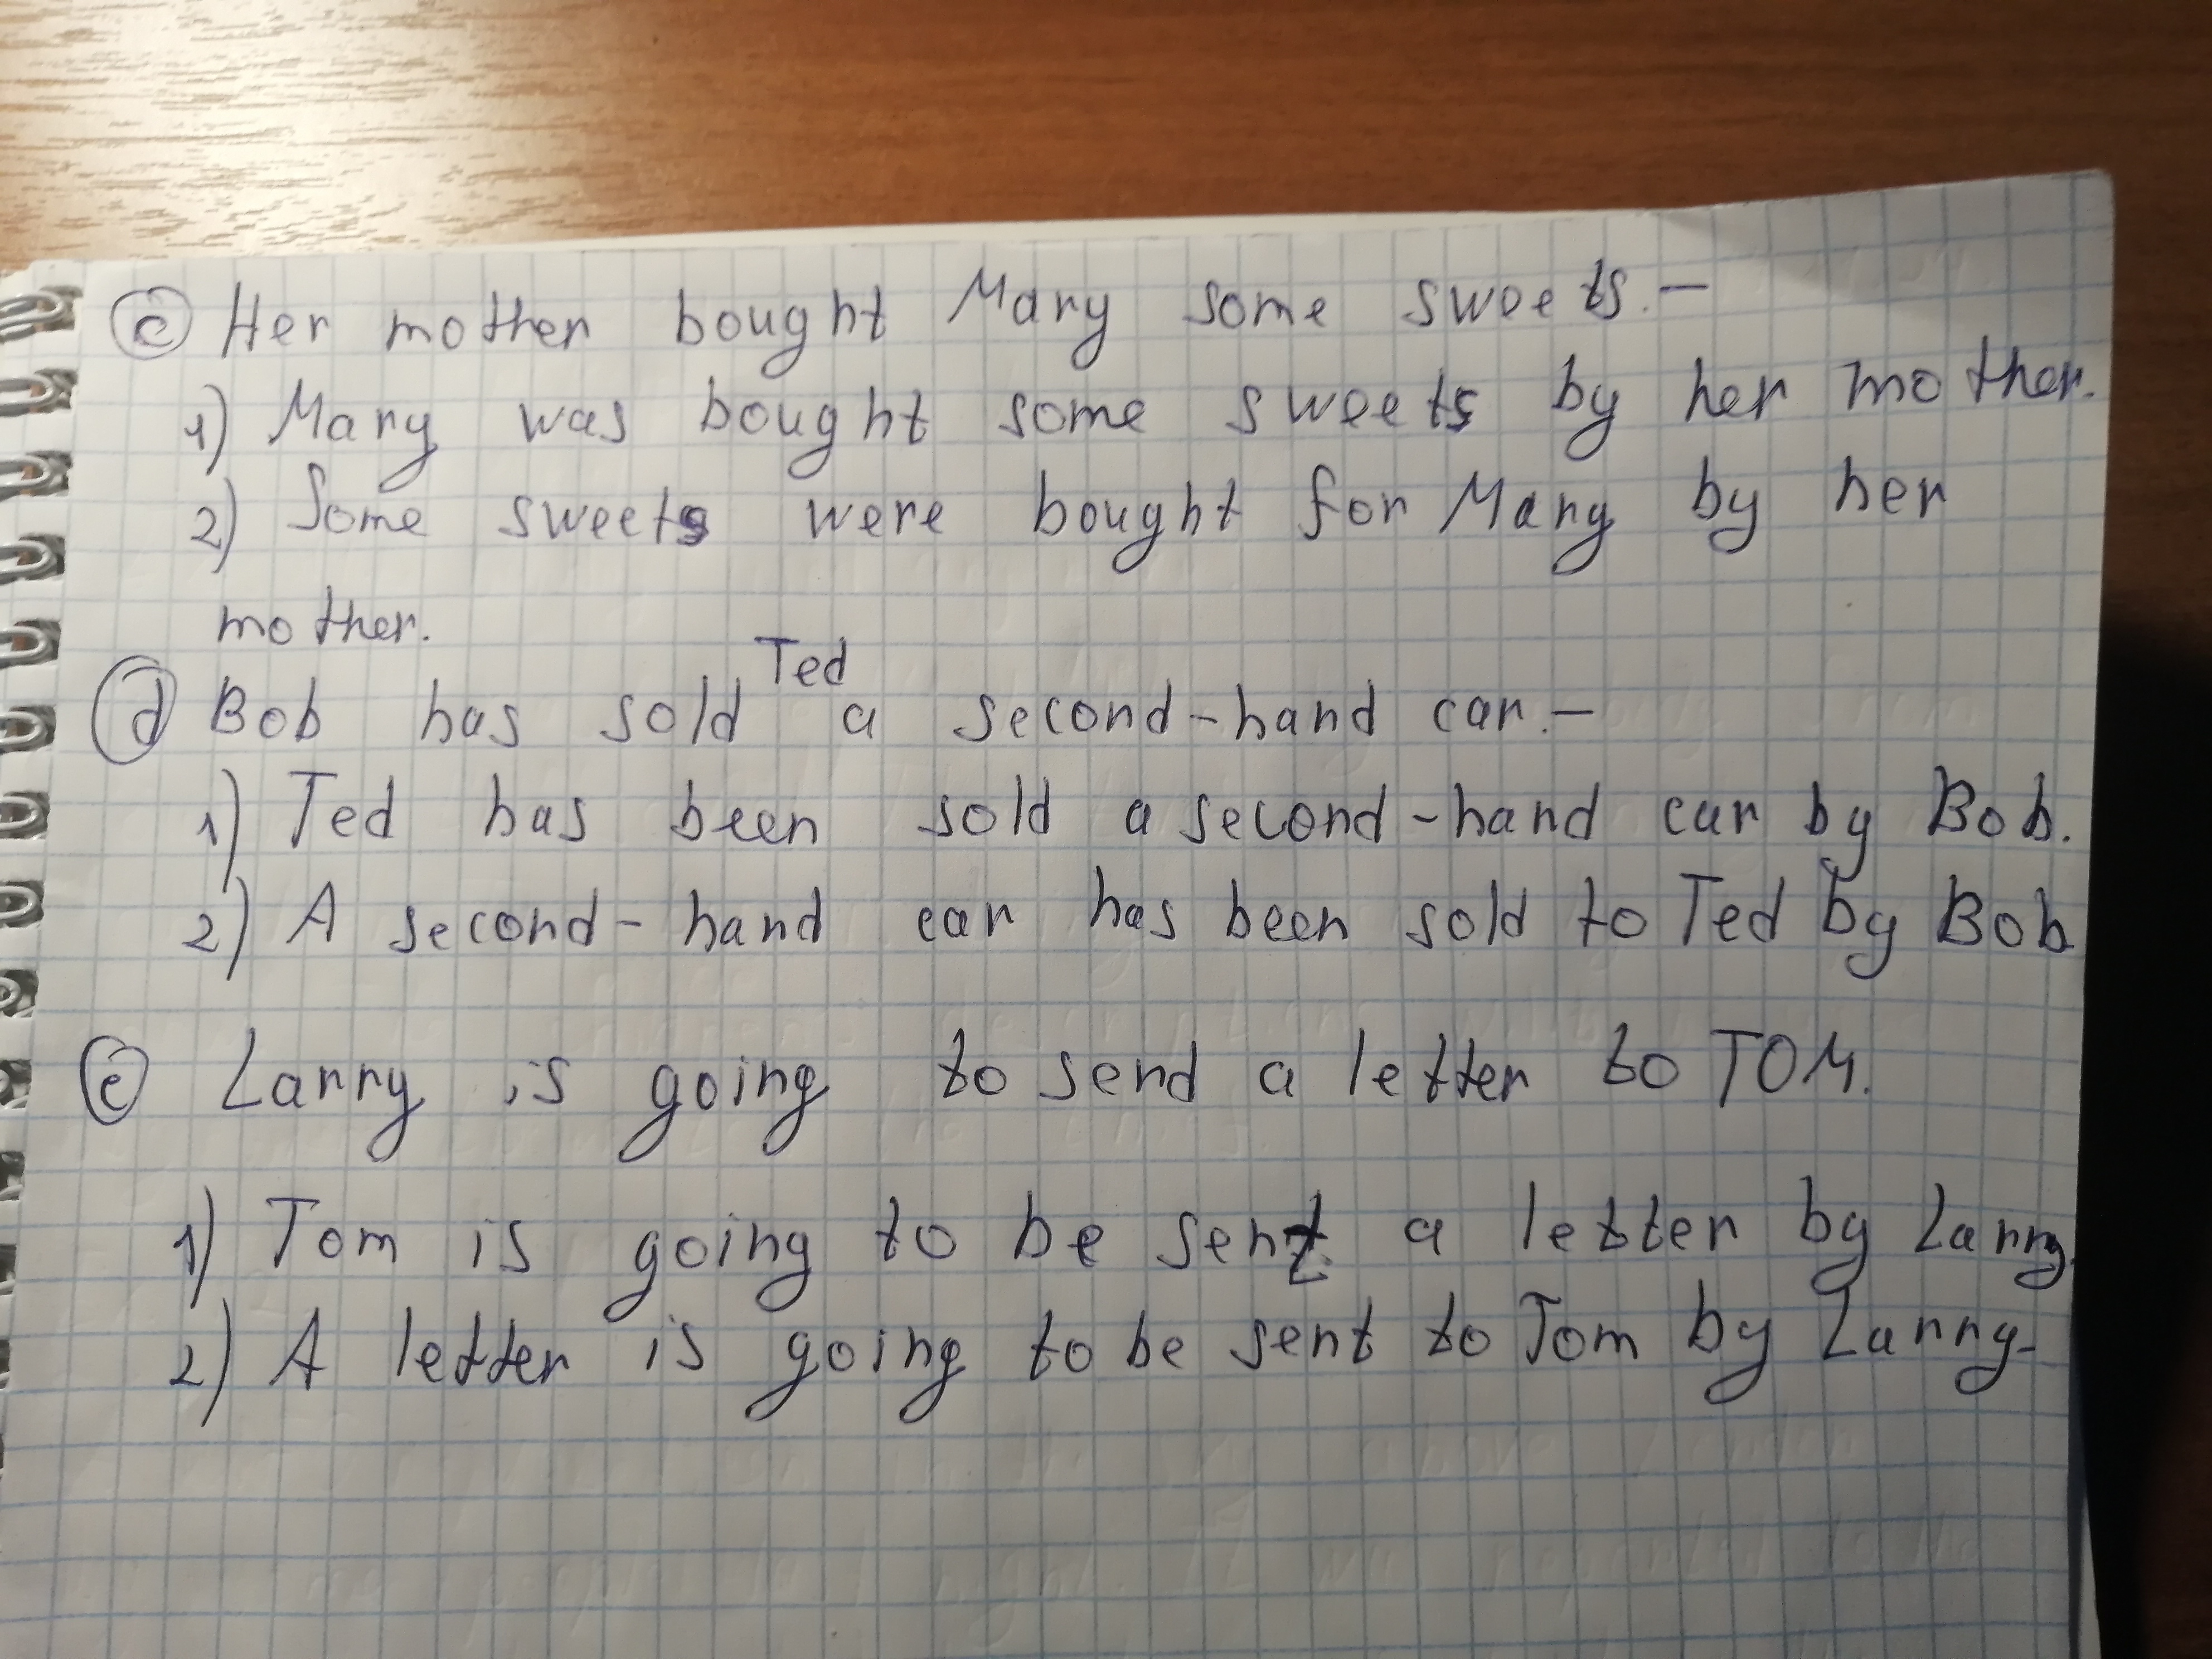 c Her mother bought Mary some sweets. –
1) Mary was bought some sweets by her mother.
2) Some sweets were bought for Mary by her
mother.
Ted
d Bob has sold a second-hand car. –
1) Ted has been sold a second-hand car by Bob.
2) A second-hand car has been sold to Ted by Bob
e Larry is going to send a letter to TOM.
1) Tom is going to be sent a letter by Larry.
2) A letter is going to be sent to Tom by Larry.